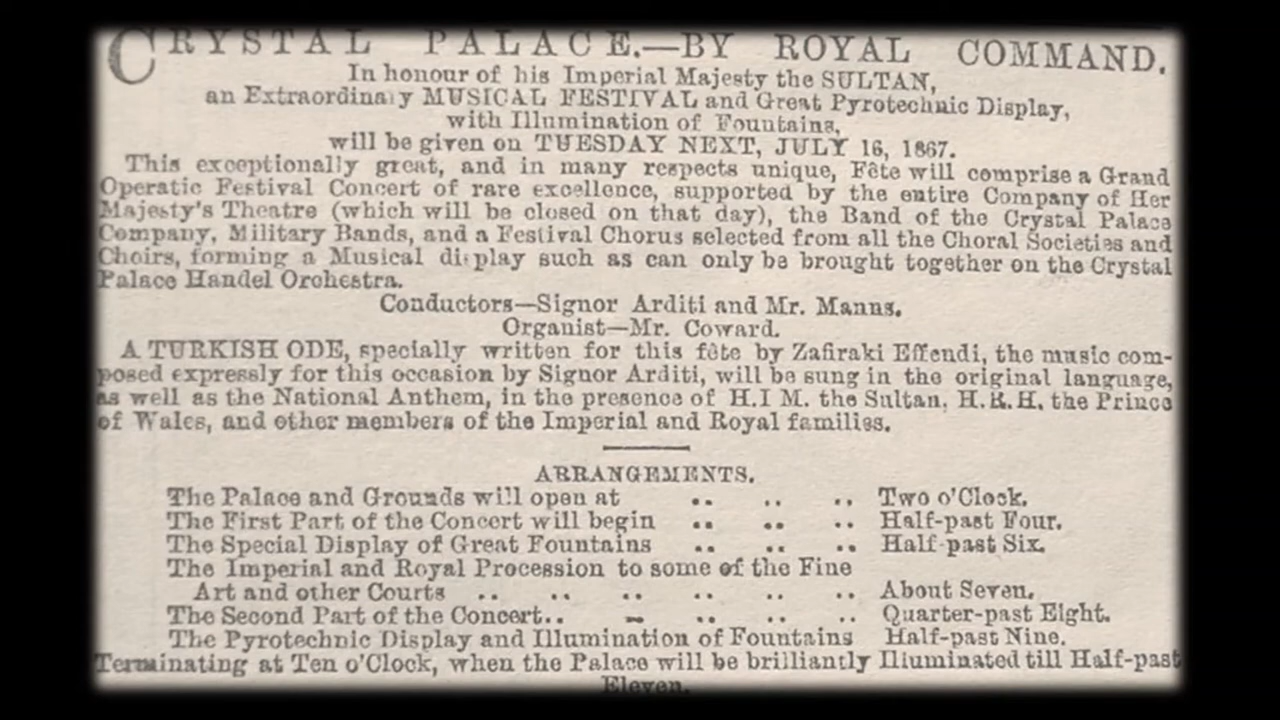 CRYSTAL PALACE.—BY ROYAL COMMAND.
In honour of his Imperial Majesty the SULTAN,
an Extraordinary MUSICAL FESTIVAL and Great Pyrotechnic Display,
with Illumination of Fountains,
will be given on TUESDAY NEXT, JULY 16, 1867.
This exceptionally great, and in many respects unique, Fête will comprise a Grand
Operatic Festival Concert of rare excellence, supported by the entire Company of Her
Majesty's Theatre (which will be closed on that day), the Band of the Crystal Palace
Company, Military Bands, and a Festival Chorus selected from all the Choral Societies and
Choirs, forming a Musical display such as can only be brought together on the Crystal
Palace Handel Orchestra.
Conductors—Signor Arditi and Mr. Manns.
Organist—Mr. Coward.
A TURKISH ODE, specially written for this fête by Zafiraki Effendi, the music com-
posed expressly for this occasion by Signor Arditi, will be sung in the original language,
as well as the National Anthem, in the presence of H.I M. the Sultan, H.R.H. the Prince
of Wales, and other members of the Imperial and Royal families.
ARRANGEMENTS.
The Palace and Grounds will open at .. .. .. Two o'Clock.
The First Part of the Concert will begin .. .. .. Half-past Four.
The Special Display of Great Fountains .. .. .. Half-past Six.
The Imperial and Royal Procession to some of the Fine
Art and other Courts .. .. .. .. .. .. About Seven.
The Second Part of the Concert.. .. .. .. Quarter-past Eight.
The Pyrotechnic Display and Illumination of Fountains Half-past Nine.
Terminating at Ten o'Clock, when the Palace will be brilliantly Illuminated till Half-past
Eleven.